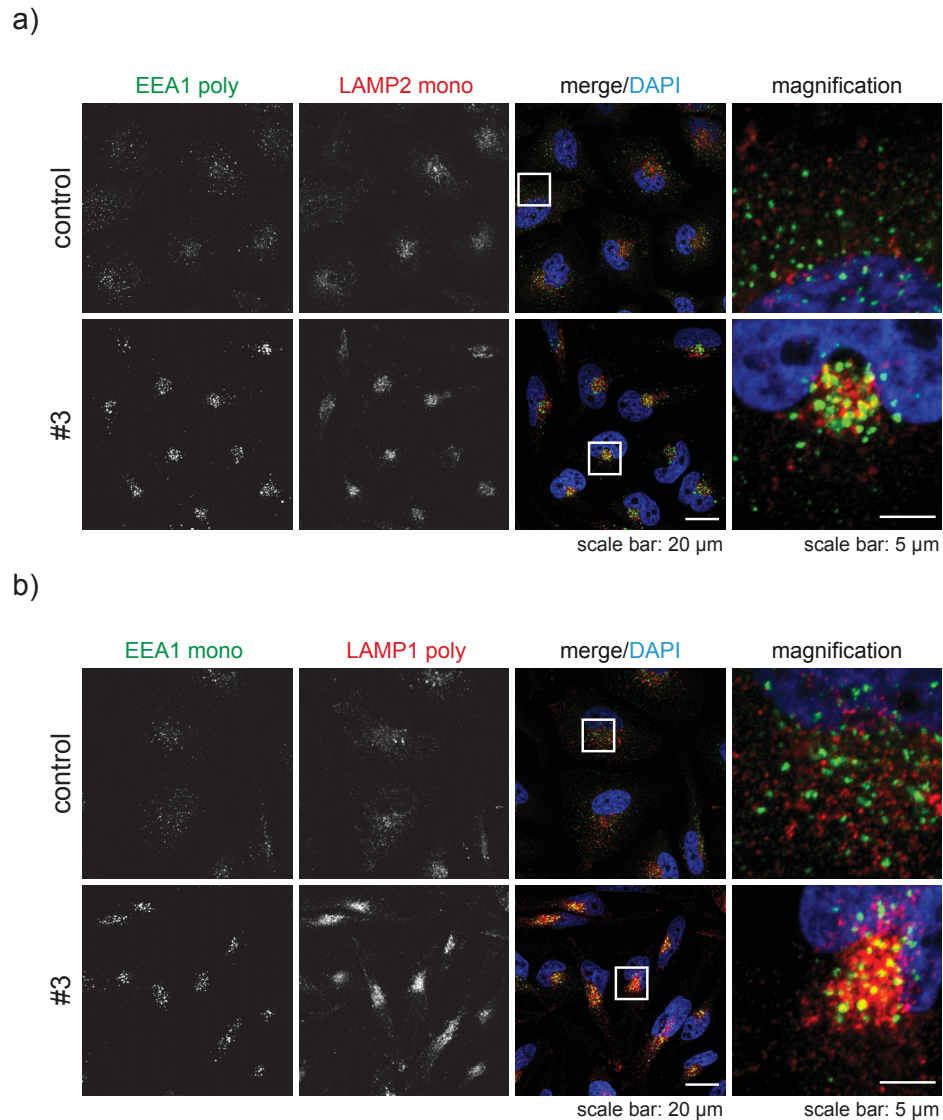 a)
EEA1 poly LAMP2 mono merge/DAPI magnification
control
#3
scale bar: 20 µm scale bar: 5 µm
b)
EEA1 mono LAMP1 poly merge/DAPI magnification
control
#3
scale bar: 20 µm scale bar: 5 µm